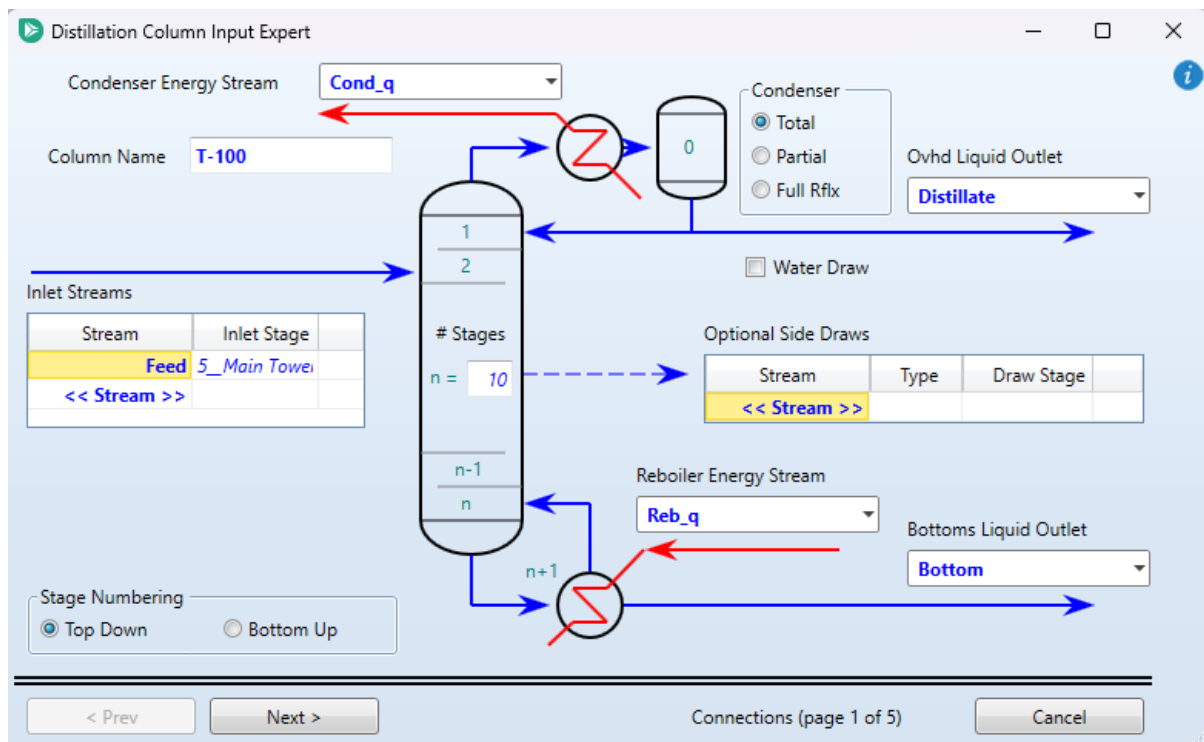 Distillation Column Input Expert
Condenser Energy Stream
Cond_q
Column Name
T-100
0
Condenser
Total
Partial
Full Rflx
Ovhd Liquid Outlet
Distillate
1
2
Water Draw
Inlet Streams
Stream Inlet Stage
Feed 5__Main Tower
<< Stream >>
# Stages
n = 10
Optional Side Draws
Stream Type Draw Stage
<< Stream >>
n-1
n
n+1
Reboiler Energy Stream
Reb_q
Bottoms Liquid Outlet
Bottom
Stage Numbering
Top Down Bottom Up
< Prev Next > Connections (page 1 of 5) Cancel